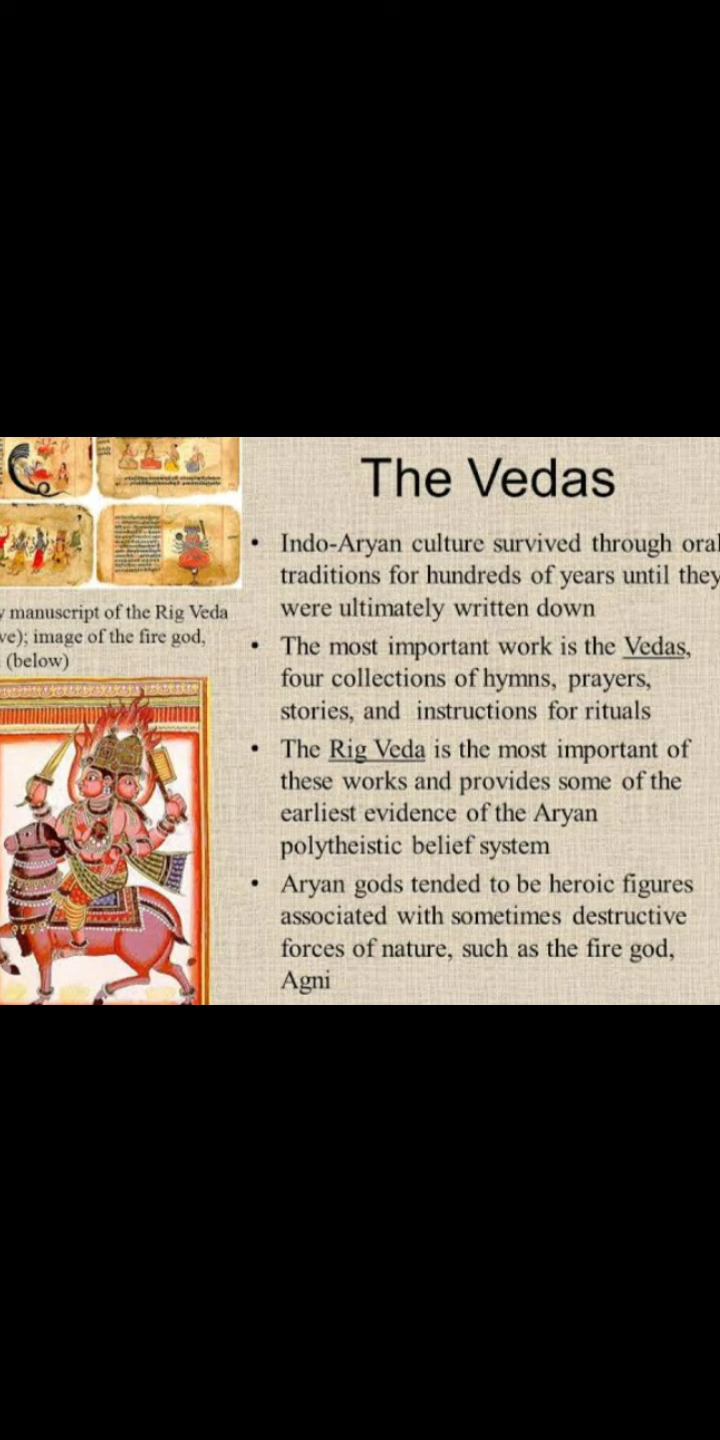 The Vedas
• Indo-Aryan culture survived through oral
traditions for hundreds of years until they
were ultimately written down
• The most important work is the Vedas,
four collections of hymns, prayers,
stories, and instructions for rituals
• The Rig Veda is the most important of
these works and provides some of the
earliest evidence of the Aryan
polytheistic belief system
• Aryan gods tended to be heroic figures
associated with sometimes destructive
forces of nature, such as the fire god,
Agni
y manuscript of the Rig Veda
ve); image of the fire god,
(below)